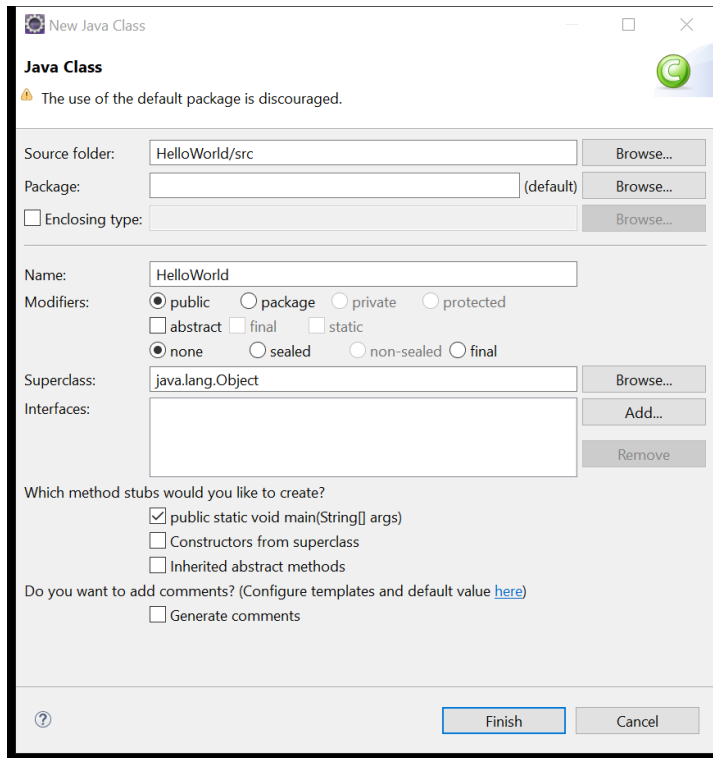 New Java Class
Java Class
The use of the default package is discouraged.
Source folder: HelloWorld/src Browse...
Package: (default) Browse...
Enclosing type: Browse...
Name: HelloWorld
Modifiers: public package private protected
abstract final static
none sealed non-sealed final
Superclass: java.lang.Object Browse...
Interfaces: Add...
Remove
Which method stubs would you like to create?
public static void main(String[] args)
Constructors from superclass
Inherited abstract methods
Do you want to add comments? (Configure templates and default value here)
Generate comments
? Finish Cancel